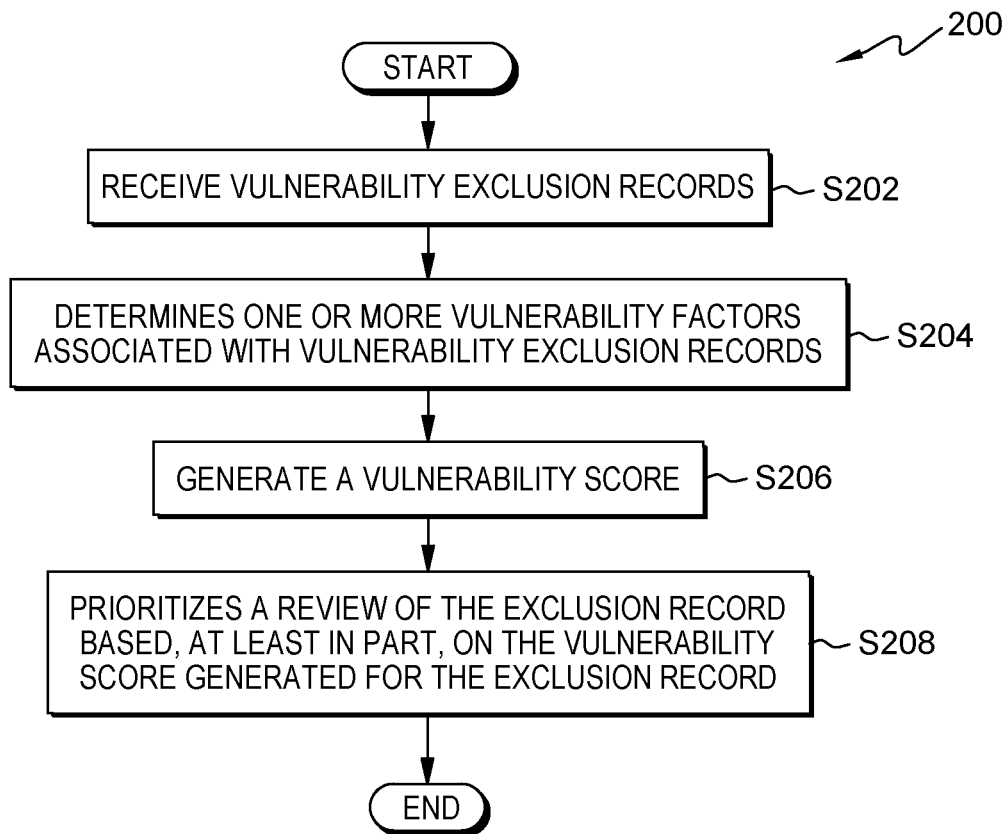 200
START
RECEIVE VULNERABILITY EXCLUSION RECORDS
S202
DETERMINES ONE OR MORE VULNERABILITY FACTORS
ASSOCIATED WITH VULNERABILITY EXCLUSION RECORDS
S204
GENERATE A VULNERABILITY SCORE
S206
PRIORITIZES A REVIEW OF THE EXCLUSION RECORD
BASED, AT LEAST IN PART, ON THE VULNERABILITY
SCORE GENERATED FOR THE EXCLUSION RECORD
S208
END